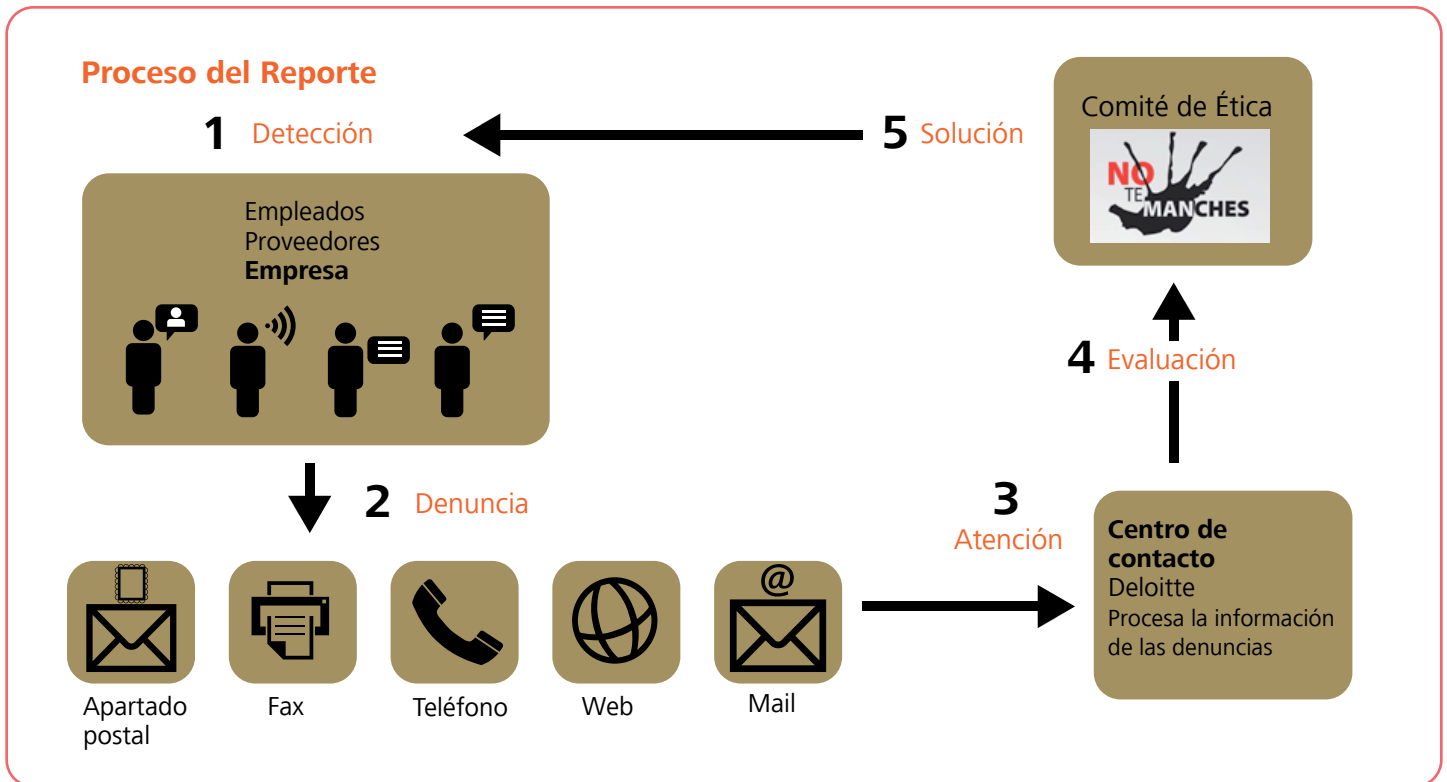 Proceso del Reporte
1 Detección
Empleados
Proveedores
Empresa
2 Denuncia
Apartado
postal
Fax
Teléfono
Web
@
Mail
3
Atención
Centro de
contacto
Deloitte
Procesa la información
de las denuncias
4 Evaluación
Comité de Ética
NO
TE
MANCHES
5 Solución